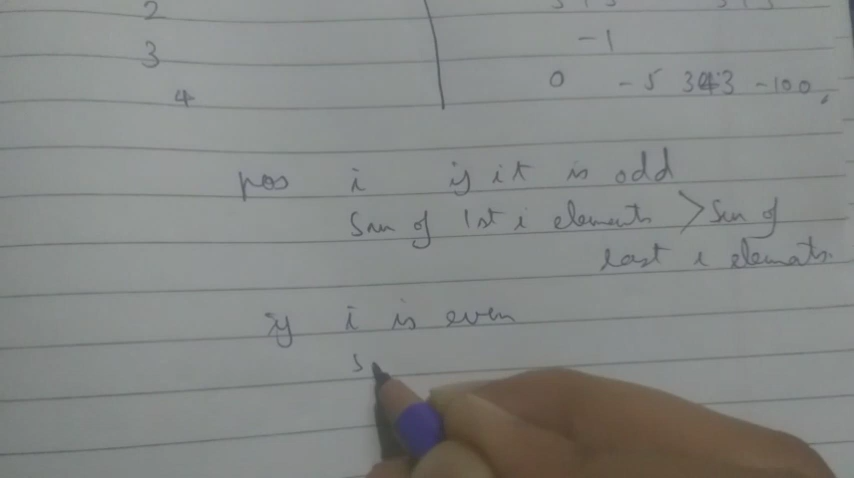 2
3 -1
4 0 -5 343 -100,
pos i if it is odd
Sum of 1st i elements > Sum of
last i elements
if i is even
s